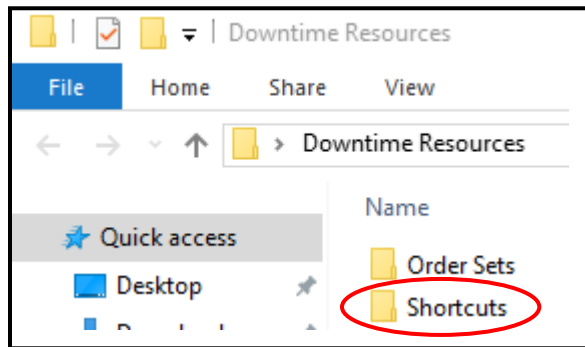 Downtime Resources
File Home Share View
Downtime Resources
Name
Quick access
Order Sets
Desktop
Shortcuts